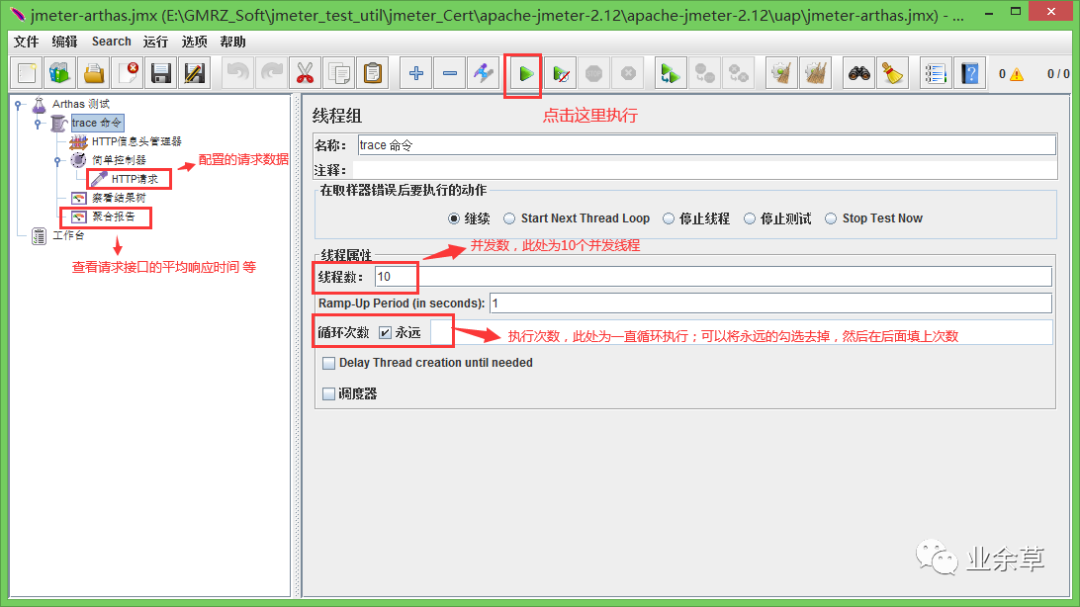 jmeter-arthas.jmx (E:\GMRZ_Soft\jmeter_test_util\jmeter_Cert\apache-jmeter-2.12\apache-jmeter-2.12\uap\jmeter-arthas.jmx) - ...
文件 编辑 Search 运行 选项 帮助
0 0 / 0
点击这里执行
Arthas 测试
trace 命令
HTTP信息头管理器
简单控制器
HTTP请求
察看结果树
聚合报告
工作台
配置的请求数据
查看请求接口的平均响应时间 等
线程组
名称: trace 命令
注释:
在取样器错误后要执行的动作
继续 Start Next Thread Loop 停止线程 停止测试 Stop Test Now
并发数，此处为10个并发线程
线程属性
线程数: 10
Ramp-Up Period (in seconds): 1
循环次数 永远
执行次数，此处为一直循环执行；可以将永远的勾选去掉，然后在后面填上次数
Delay Thread creation until needed
调度器
业余草